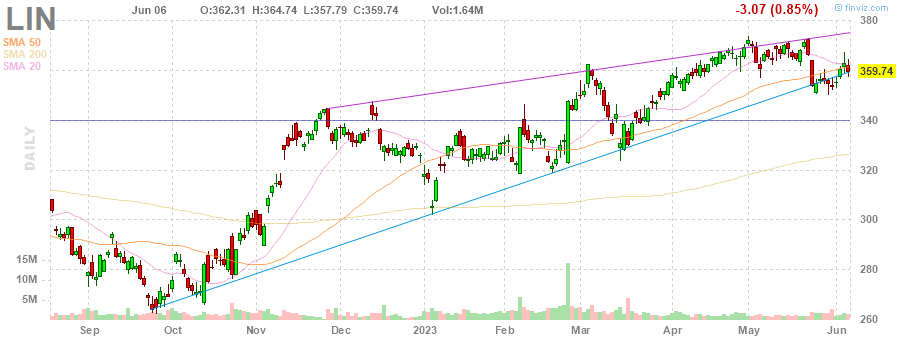 LIN Jun 06 O:362.31 H:364.74 L:357.79 C:359.74 Vol:1.64M -3.07 (0.85%) © finviz.com
SMA 50
SMA 200
SMA 20
DAILY
380
359.74
340
320
300
280
260
15M
10M
5M
Sep Oct Nov Dec 2023 Feb Mar Apr May Jun